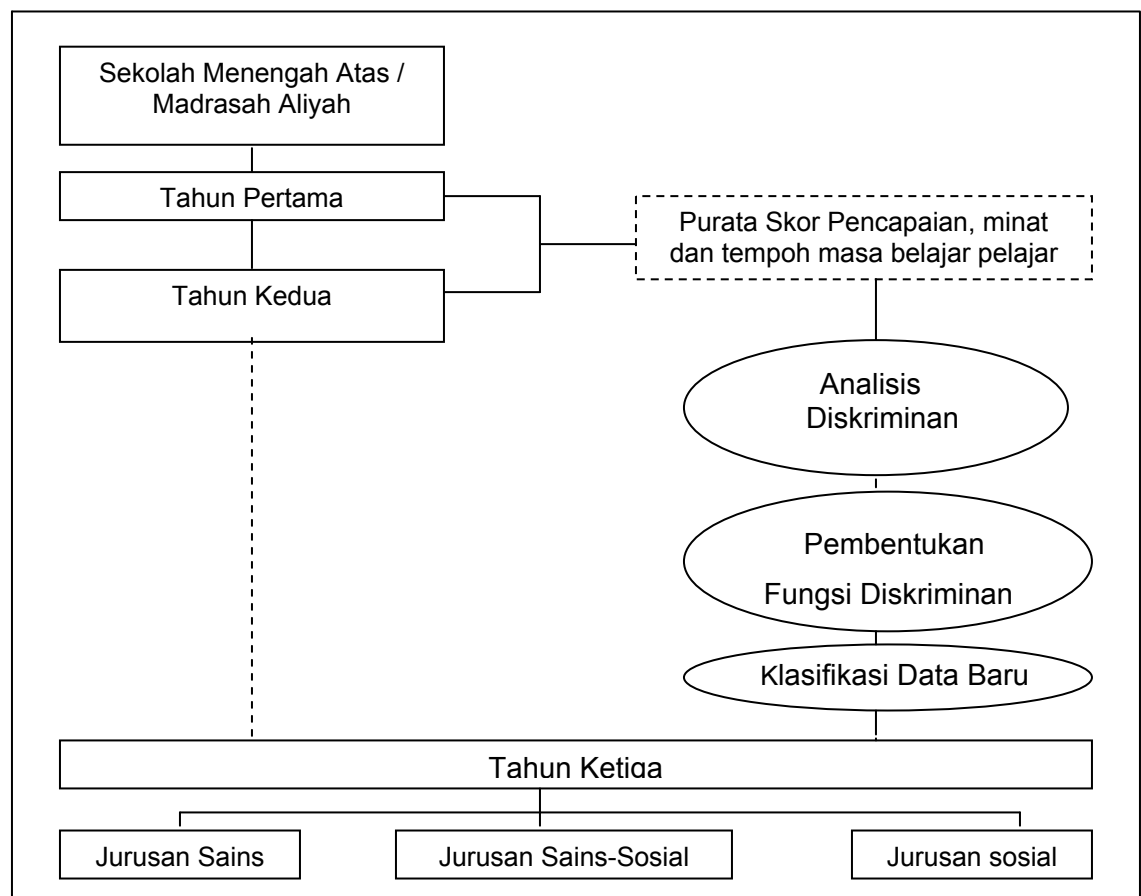 Sekolah Menengah Atas /
Madrasah Aliyah
Tahun Pertama
Purata Skor Pencapaian, minat
dan tempoh masa belajar pelajar
Tahun Kedua
Analisis
Diskriminan
Pembentukan
Fungsi Diskriminan
Klasifikasi Data Baru
Tahun Ketiga
Jurusan Sains
Jurusan Sains-Sosial
Jurusan sosial